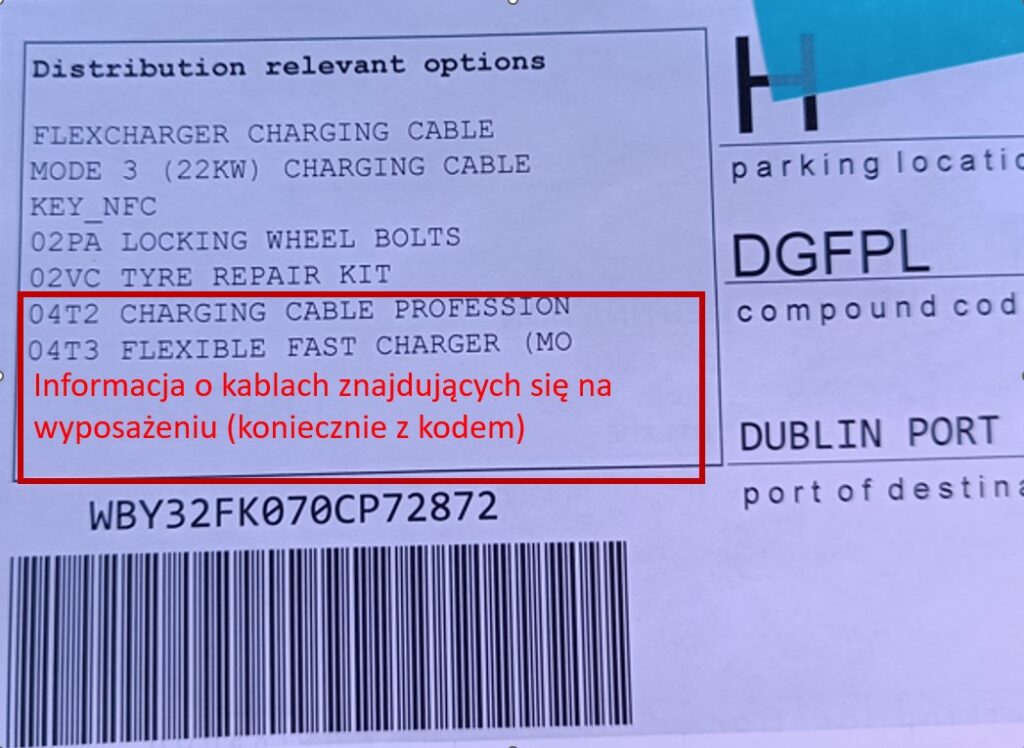 Distribution relevant options
FLEXCHARGER CHARGING CABLE
MODE 3 (22KW) CHARGING CABLE
KEY_NFC
02PA LOCKING WHEEL BOLTS
02VC TYRE REPAIR KIT
04T2 CHARGING CABLE PROFESSION
04T3 FLEXIBLE FAST CHARGER (MO
Informacja o kablach znajdujących się na
wyposażeniu (koniecznie z kodem)
WBY32FK070CP72872
H
parking locatio
DGFPL
compound cod
DUBLIN PORT
port of destina